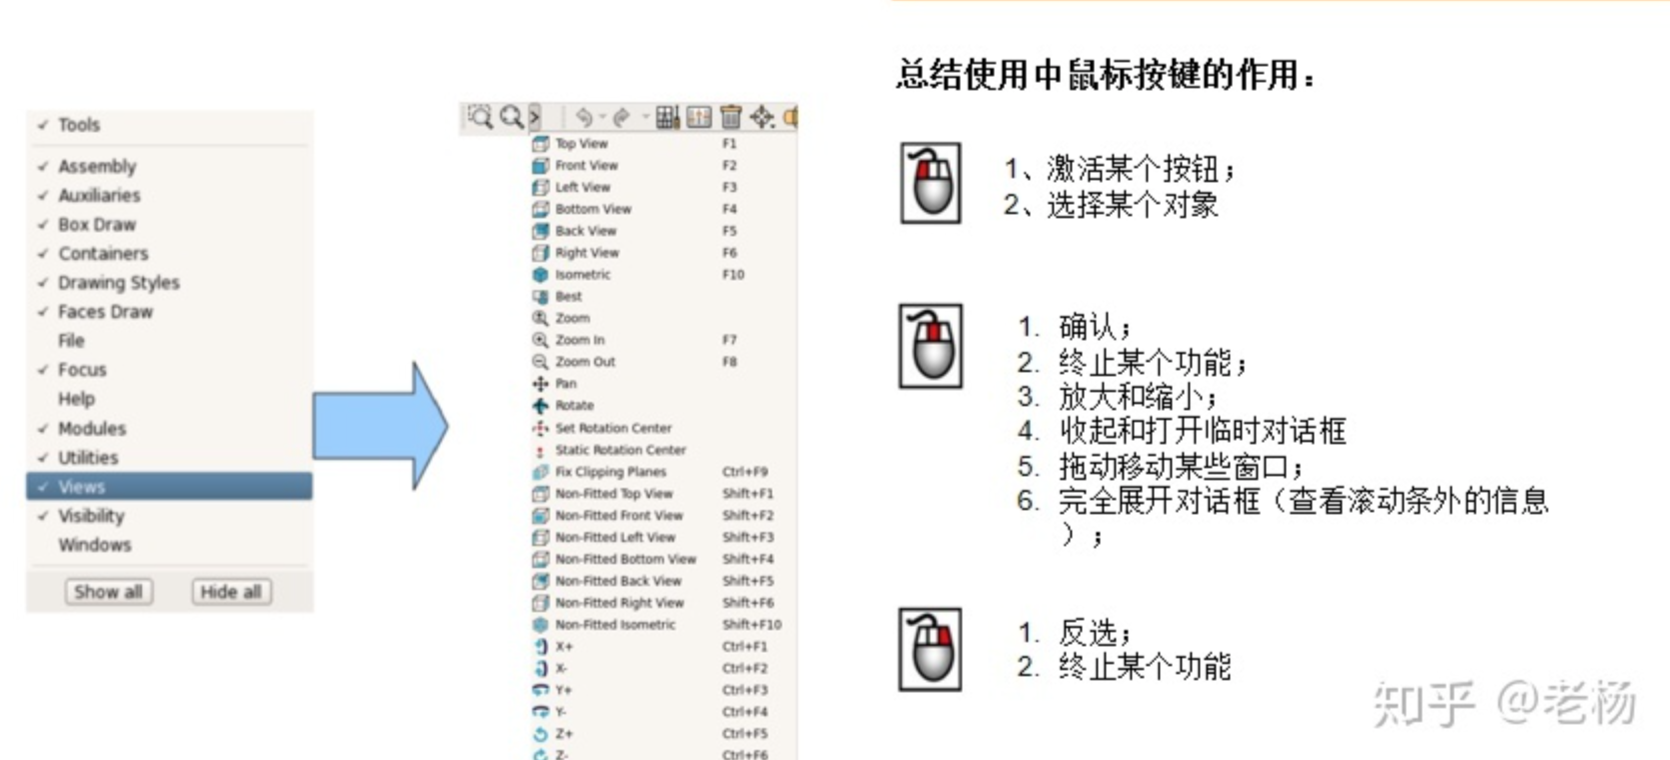 Tools
Assembly
Auxiliaries
Box Draw
Containers
Drawing Styles
Faces Draw
File
Focus
Help
Modules
Utilities
Views
Visibility
Windows
Show all Hide all
Top View F1
Front View F2
Left View F3
Bottom View F4
Back View F5
Right View F6
Isometric F10
Best
Zoom
Zoom In F7
Zoom Out F8
Pan
Rotate
Set Rotation Center
Static Rotation Center
Fix Clipping Planes Ctrl+F9
Non-Fitted Top View Shift+F1
Non-Fitted Front View Shift+F2
Non-Fitted Left View Shift+F3
Non-Fitted Bottom View Shift+F4
Non-Fitted Back View Shift+F5
Non-Fitted Right View Shift+F6
Non-Fitted Isometric Shift+F10
X+ Ctrl+F1
X- Ctrl+F2
Y+ Ctrl+F3
Y- Ctrl+F4
Z+ Ctrl+F5
Z- Ctrl+F6
总结使用中鼠标按键的作用：
1、激活某个按钮；
2、选择某个对象
1. 确认；
2. 终止某个功能；
3. 放大和缩小；
4. 收起和打开临时对话框
5. 拖动移动某些窗口；
6. 完全展开对话框（查看滚动条外的信息
）；
1. 反选；
2. 终止某个功能
知乎 @老杨